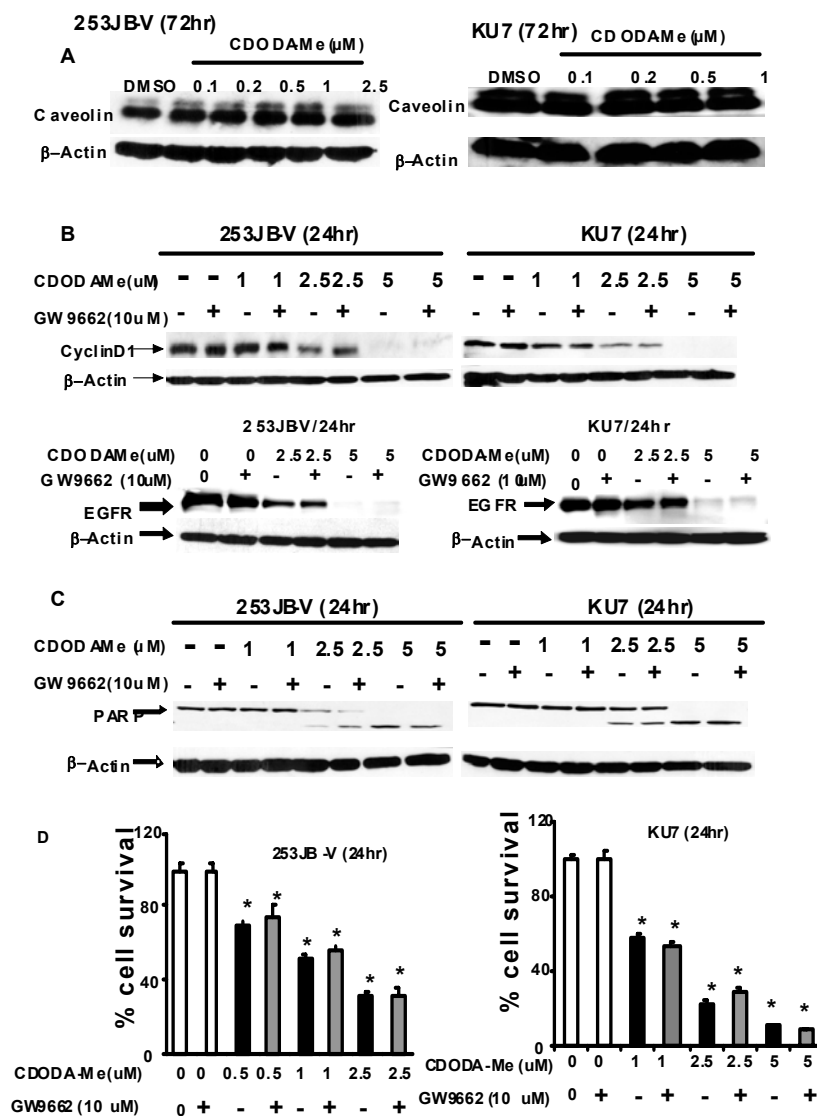 253JB-V (72hr)
KU7 (72hr)
A
CDODA-Me(µM)
CDODAMe(µM)
DMSO 0.1 0.2 0.5 1 2.5
DMSO 0.1 0.2 0.5 1
Caveolin
Caveolin
β–Actin
β–Actin
B
253JB-V (24hr)
KU7 (24hr)
CDODAMe(uM) - - 1 1 2.5 2.5 5 5 - - 1 1 2.5 2.5 5 5
GW9662(10uM) - + - + - + - + - + - + - + - +
CyclinD1
β–Actin
253JB-V/24hr
KU7/24hr
CDODAMe(uM) 0 0 2.5 2.5 5 5
CDODA-Me(uM) 0 0 2.5 2.5 5 5
GW9662 (10uM) 0 + - + - +
GW9662 (10uM) 0 + - + - +
EGFR
EGFR
β–Actin
β–Actin
C
253JB-V (24hr)
KU7 (24hr)
CDODAMe (µM) - - 1 1 2.5 2.5 5 5 - - 1 1 2.5 2.5 5 5
GW9662(10uM) - + - + - + - + - + - + - + - +
PARP
β–Actin
D
% cell survival
120
80
40
0
253JB-V (24hr)
* * * * * *
CDODA-Me(uM) 0 0 0.5 0.5 1 1 2.5 2.5
GW9662 (10 uM) 0 + - + - + - +
% cell survival
120
80
40
0
KU7 (24hr)
* * * * * *
CDODA-Me(uM) 0 0 1 1 2.5 2.5 5 5
GW9662 (10 uM) 0 + - + - + - +